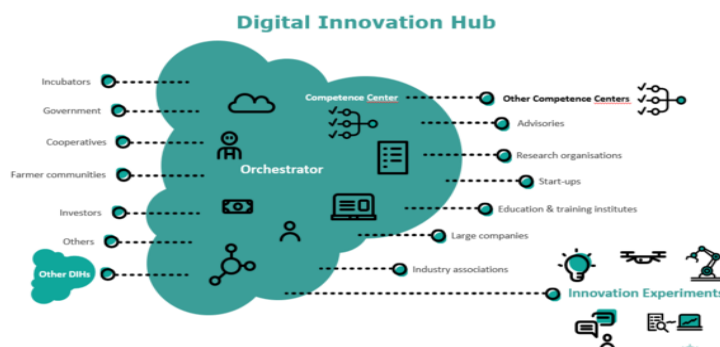 Digital Innovation Hub
Incubators
Government
Cooperatives
Farmer communities
Investors
Others
Other DIHs
Competence Center
Orchestrator
Other Competence Centers
Advisories
Research organisations
Start-ups
Education & training institutes
Large companies
Industry associations
Innovation Experiments